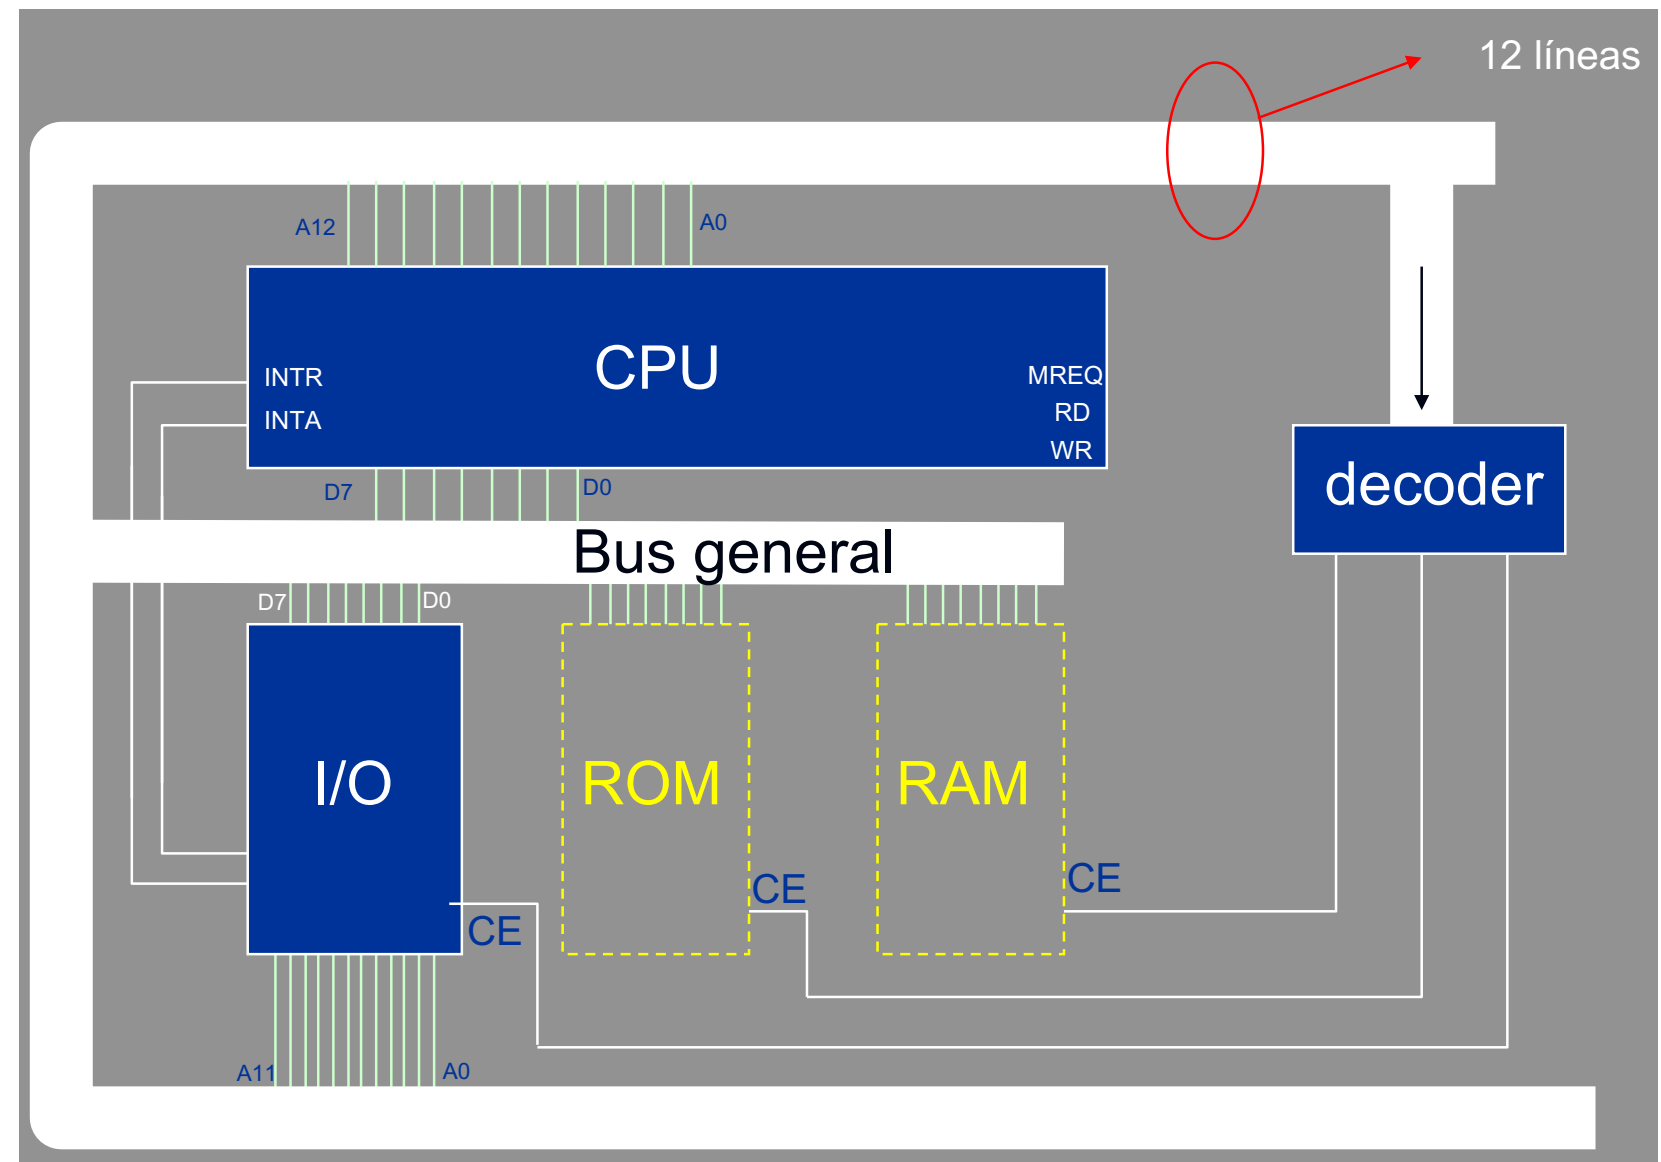 12 líneas
A12
A0
CPU
INTR
INTA
MREQ
RD
WR
D7
D0
decoder
Bus general
D7
D0
I/O
ROM
RAM
CE
CE
CE
A11
A0